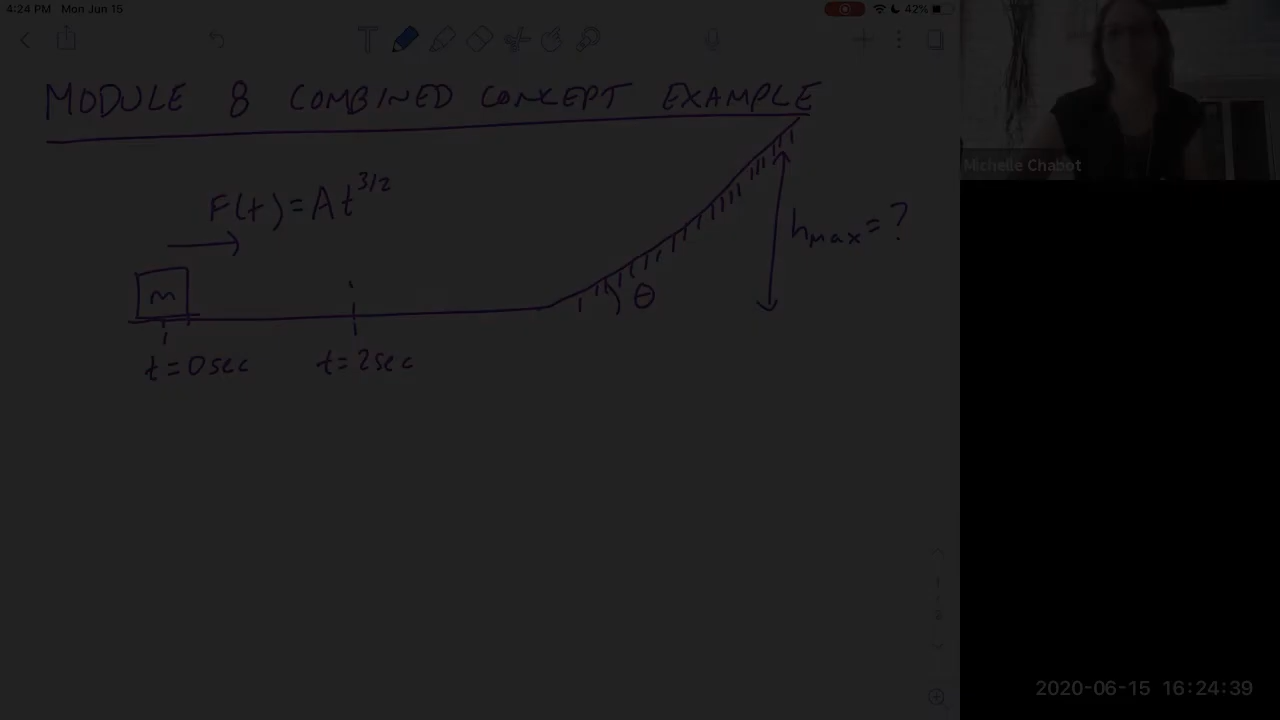 4:24 PM Mon Jun 15
42%
MODULE 8 COMBINED CONCEPT EXAMPLE
Michelle Chabot
F(t) = At^3/2
hmax = ?
m
θ
t = 0 sec t = 2 sec
2020-06-15 16:24:39